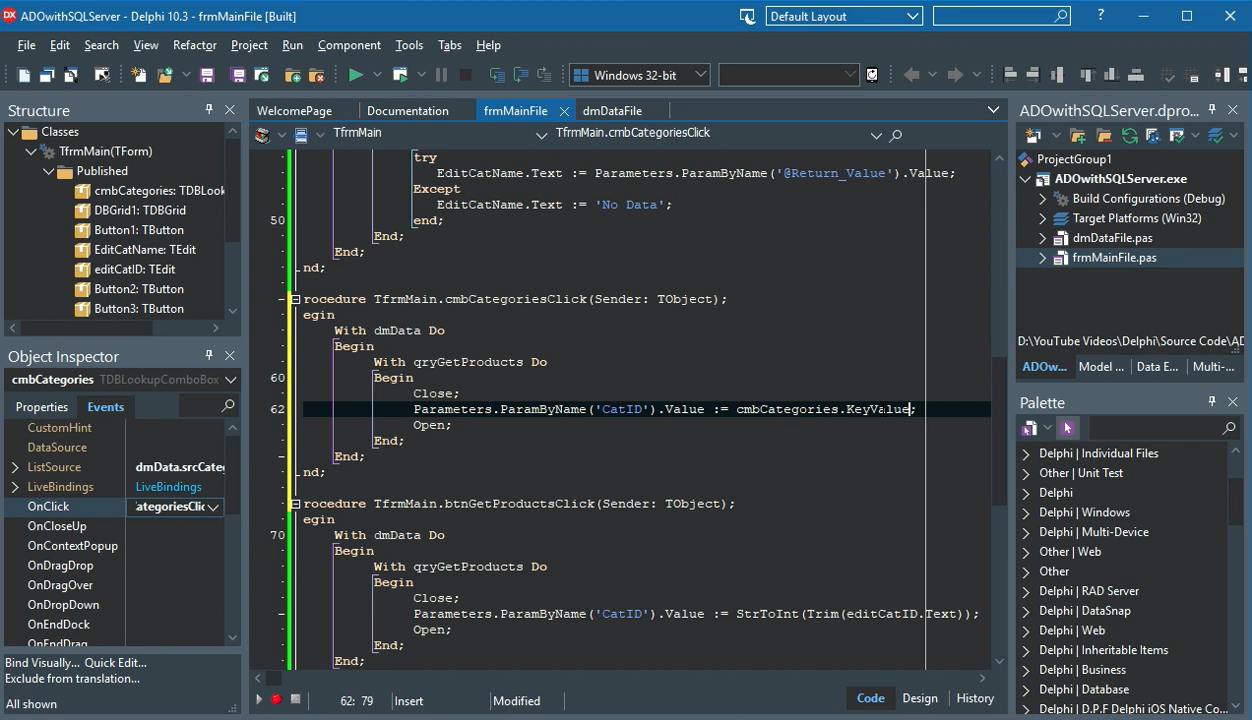 ADOwithSQLServer - Delphi 10.3 - frmMainFile [Built]
Default Layout
File Edit Search View Refactor Project Run Component Tools Tabs Help
Windows 32-bit
Structure
Classes
TfrmMain(TForm)
Published
cmbCategories: TDBLook
DBGrid1: TDBGrid
Button1: TButton
EditCatName: TEdit
editCatID: TEdit
Button2: TButton
Button3: TButton
Object Inspector
cmbCategories TDBLookupComboBox
Properties Events
CustomHint
DataSource
ListSource dmData.srcCate
LiveBindings LiveBindings
OnClick ategoriesClic
OnCloseUp
OnContextPopup
OnDragDrop
OnDragOver
OnDropDown
OnEndDock
OnEndDrag
Bind Visually... Quick Edit...
Exclude from translation...
All shown
WelcomePage Documentation frmMainFile dmDataFile
TfrmMain TfrmMain.cmbCategoriesClick
try
EditCatName.Text := Parameters.ParamByName('@Return_Value').Value;
Except
EditCatName.Text := 'No Data';
50 end;
End;
End;
nd;
rocedure TfrmMain.cmbCategoriesClick(Sender: TObject);
egin
With dmData Do
Begin
With qryGetProducts Do
60 Begin
Close;
62 Parameters.ParamByName('CatID').Value := cmbCategories.KeyValue;
Open;
End;
End;
nd;
rocedure TfrmMain.btnGetProductsClick(Sender: TObject);
egin
70 With dmData Do
Begin
With qryGetProducts Do
Begin
Close;
Parameters.ParamByName('CatID').Value := StrToInt(Trim(editCatID.Text));
Open;
End;
End;
62: 79 Insert Modified Code Design History
ADOwithSQLServer.dpro...
ProjectGroup1
ADOwithSQLServer.exe
Build Configurations (Debug)
Target Platforms (Win32)
dmDataFile.pas
frmMainFile.pas
D:\YouTube Videos\Delphi\Source Code\AD
ADOw... Model ... Data E... Multi-...
Palette
Delphi | Individual Files
Other | Unit Test
Delphi
Delphi | Windows
Delphi | Multi-Device
Other | Web
Other
Delphi | RAD Server
Delphi | DataSnap
Delphi | Web
Delphi | Inheritable Items
Delphi | Business
Delphi | Database
Delphi | D.P.F Delphi iOS Native Co...